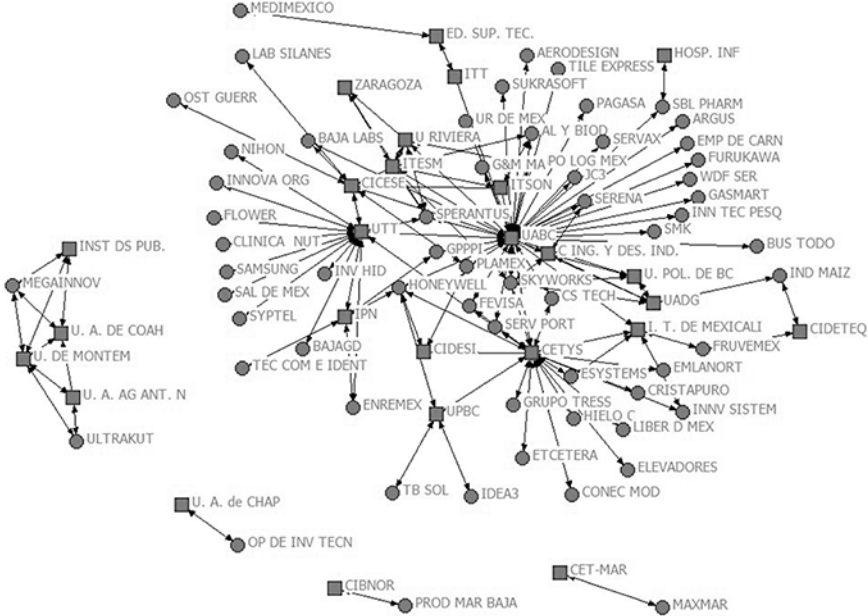 MEDIMEXICO
ED. SUP. TEC.
LAB SILANES
AERODESIGN
HOSP. INF
TILE EXPRESS
ITT
ZARAGOZA
SUKRASOFT
OST GUERR
PAGASA
SBL PHARM
UR DE MEX
ARGUS
BAJA LABS
U RIVIERA
AL Y BIOD
SERVAX
EMP DE CARN
NIHON
ITESM
G&M MA
PO LOG MEX
FURUKAWA
INNOVA ORG
CICESE
ITSON
JC3
WDF SER
SERENA
GASMART
FLOWER
SPERANTUS
INN TEC PESQ
UTT
UABC
SMK
CLINICA NUT
GPPPI
C ING. Y DES. IND.
BUS TODO
INST DS PUB.
SAMSUNG
INV HID
PLAMEX
U. POL. DE BC
IND MAIZ
MEGAINNOV
HONEYWELL
SKYWORKS
SAL DE MEX
CS TECH
UADG
SYPTEL
IPN
FEVISA
U. A. DE COAH
SERV PORT
I. T. DE MEXICALI
CIDETEQ
BAJAGD
CIDESI
CETYS
FRUVEMEX
U. DE MONTEM
TEC COM E IDENT
ESYSTEMS
EMLANORT
CRISTAPURO
U. A. AG ANT. N
ENREMEX
UPBC
GRUPO TRESS
INNV SISTEM
HIELO C
LIBER D MEX
ULTRAKUT
ETCETERA
ELEVADORES
TB SOL
IDEA3
CONEC MOD
U. A. de CHAP
OP DE INV TECN
CET-MAR
CIBNOR
PROD MAR BAJA
MAXMAR